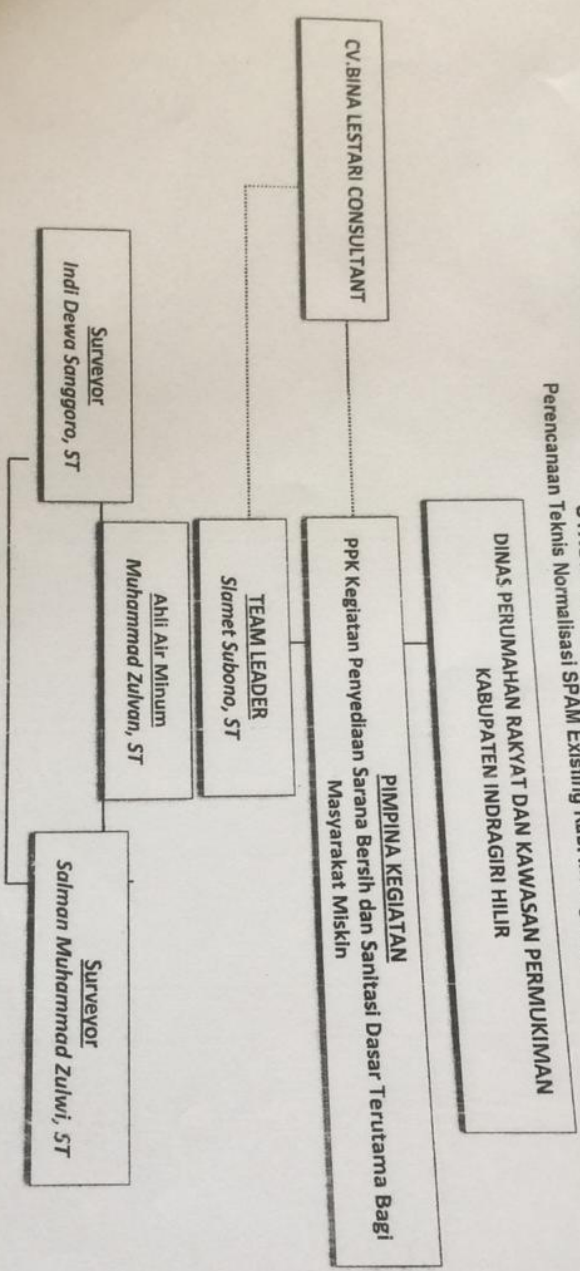 Perencanaan Teknis Normalisasi SPAM Existing
DINAS PERUMAHAN RAKYAT DAN KAWASAN PERMUKIMAN
KABUPATEN INDRAGIRI HILIR
PIMPINA KEGIATAN
PPK Kegiatan Penyediaan Sarana Bersih dan Sanitasi Dasar Terutama Bagi
Masyarakat Miskin
CV.BINA LESTARI CONSULTANT
TEAM LEADER
Slamet Subono, ST
Ahli Air Minum
Muhammad Zulvan, ST
Surveyor
Indi Dewa Sanggoro, ST
Surveyor
Salman Muhammad Zulwi, ST